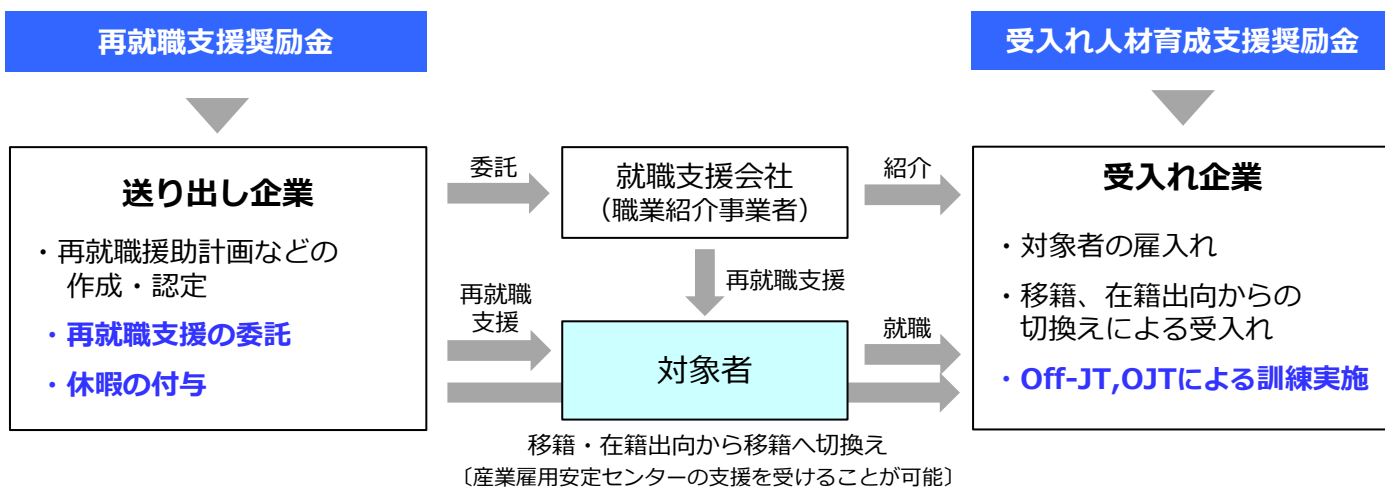 再就職支援奨励金
受入れ人材育成支援奨励金
送り出し企業
・再就職援助計画などの
作成・認定
・再就職支援の委託
・休暇の付与
委託
就職支援会社
（職業紹介事業者）
紹介
再就職支援
再就職
支援
対象者
就職
移籍・在籍出向から移籍へ切換え
〔産業雇用安定センターの支援を受けることが可能〕
受入れ企業
・対象者の雇入れ
・移籍、在籍出向からの
切換えによる受入れ
・Off-JT,OJTによる訓練実施